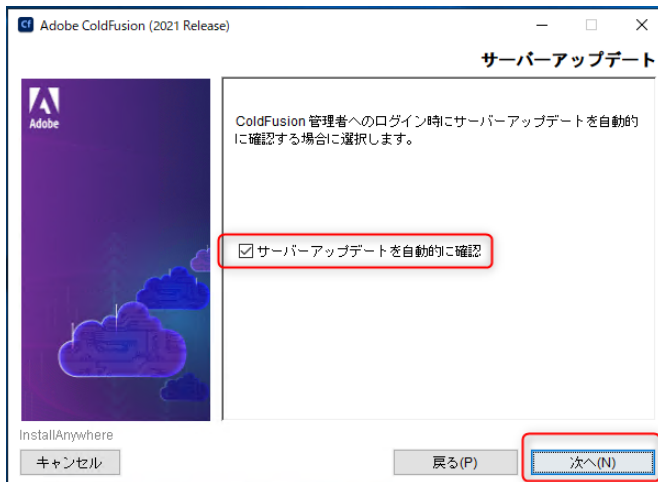 Adobe ColdFusion (2021 Release)
サーバーアップデート
Adobe
ColdFusion 管理者へのログイン時にサーバーアップデートを自動的
に確認する場合に選択します。
サーバーアップデートを自動的に確認
InstallAnywhere
キャンセル
戻る(P)
次へ(N)